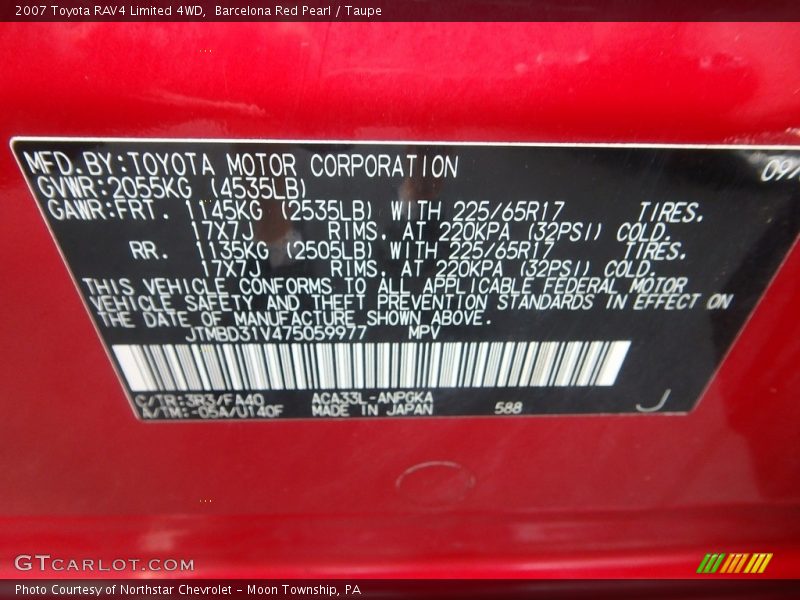 2007 Toyota RAV4 Limited 4WD,  Barcelona Red Pearl / Taupe
MFD.BY:TOYOTA MOTOR CORPORATION 09/
GVWR:2055KG (4535LB)
GAWR:FRT. 1145KG (2535LB) WITH 225/65R17 TIRES.
17X7J RIMS. AT 220KPA (32PSI) COLD.
RR. 1135KG (2505LB) WITH 225/65R17 TIRES.
17X7J RIMS. AT 220KPA (32PSI) COLD.
THIS VEHICLE CONFORMS TO ALL APPLICABLE FEDERAL MOTOR
VEHICLE SAFETY AND THEFT PREVENTION STANDARDS IN EFFECT ON
THE DATE OF MANUFACTURE SHOWN ABOVE.
JTMBD31V475059977 MPV
C/TR:3R3/FA40 ACA33L-ANPGKA
A/TM:-05A/U140F MADE IN JAPAN 588 J
GTCARLOT.COM
Photo Courtesy of Northstar Chevrolet - Moon Township, PA